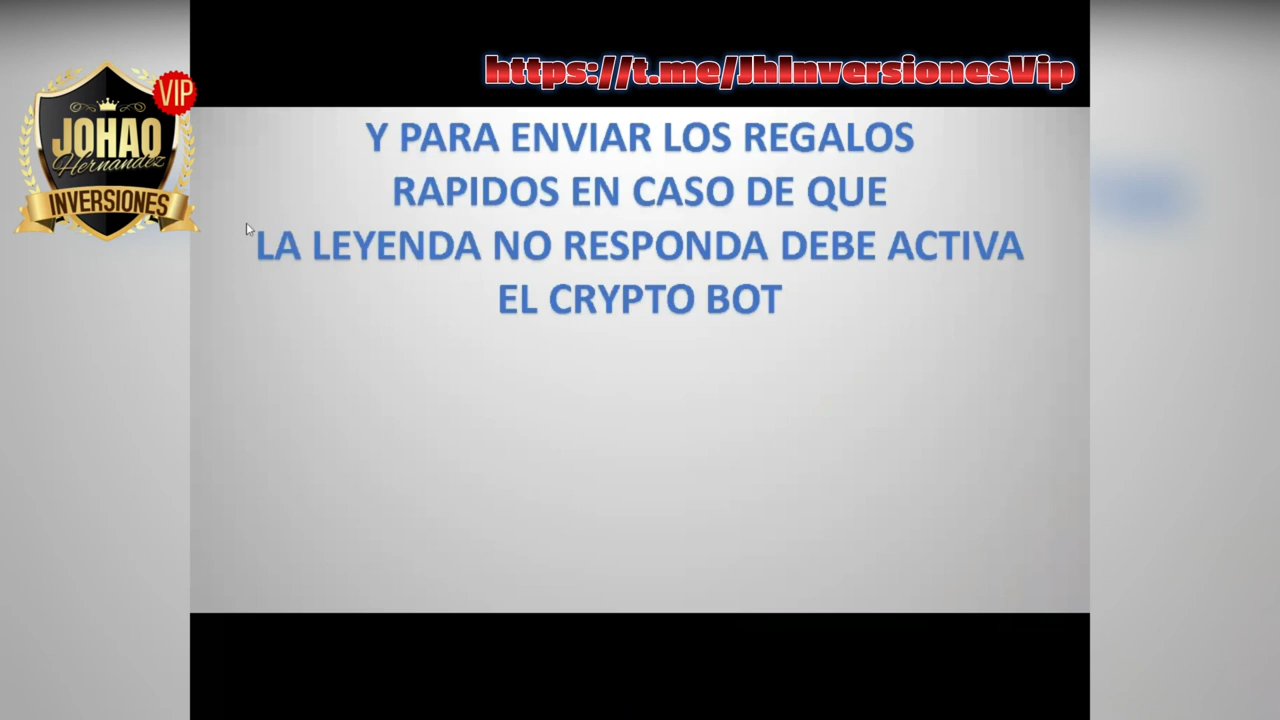 https://t.me/JhInversionesVip
VIP
JOHAO
Hernandez
INVERSIONES
Y PARA ENVIAR LOS REGALOS
RAPIDOS EN CASO DE QUE
LA LEYENDA NO RESPONDA DEBE ACTIVA
EL CRYPTO BOT